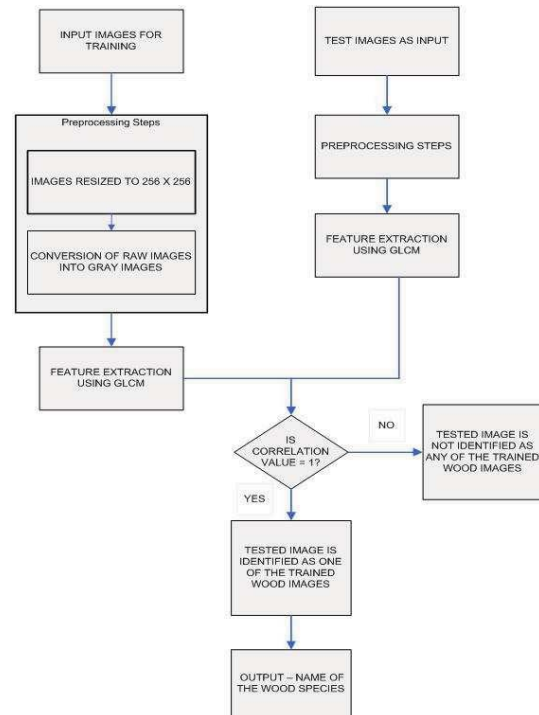 INPUT IMAGES FOR
TRAINING
Preprocessing Steps
IMAGES RESIZED TO 256 X 256
CONVERSION OF RAW IMAGES
INTO GRAY IMAGES
FEATURE EXTRACTION
USING GLCM
TEST IMAGES AS INPUT
PREPROCESSING STEPS
FEATURE EXTRACTION
USING GLCM
IS
CORRELATION
VALUE = 1?
NO
TESTED IMAGE IS
NOT IDENTIFIED AS
ANY OF THE TRAINED
WOOD IMAGES
YES
TESTED IMAGE IS
IDENTIFIED AS ONE
OF THE TRAINED
WOOD IMAGES
OUTPUT – NAME OF
THE WOOD SPECIES